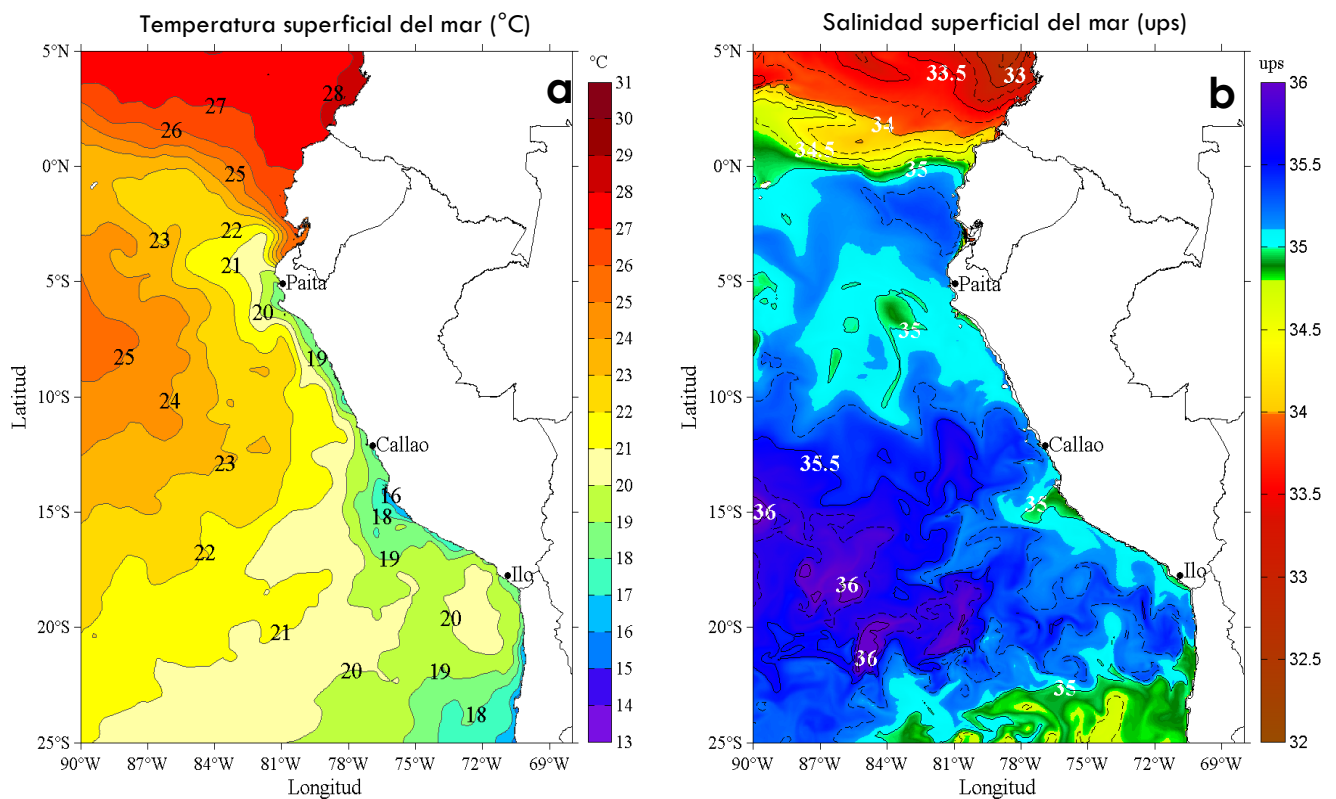 Temperatura superficial del mar (°C)
Salinidad superficial del mar (ups)
5°N
0°N
5°S
10°S
15°S
20°S
25°S
90°W
87°W
84°W
81°W
78°W
75°W
72°W
69°W
Latitud
Longitud
a
28
27
26
25
23
22
21
20
19
25
24
23
22
21
20
16
18
19
20
19
18
Paita
Callao
Ilo
°C
31
30
29
28
27
26
25
24
23
22
21
20
19
18
17
16
15
14
13
5°N
0°N
5°S
10°S
15°S
20°S
25°S
90°W
87°W
84°W
81°W
78°W
75°W
72°W
69°W
Latitud
Longitud
b
33.5
33
34
34.5
35
35
35.5
36
35
36
36
35
Paita
Callao
Ilo
ups
36
35.5
35
34.5
34
33.5
33
32.5
32